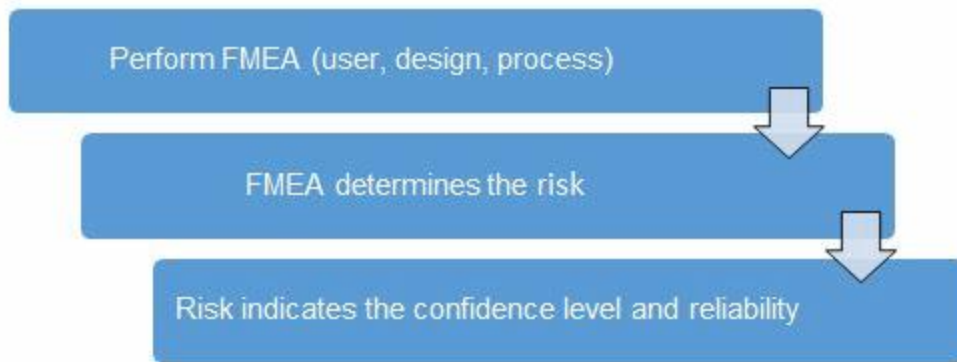 Perform FMEA (user, design, process)
FMEA determines the risk
Risk indicates the confidence level and reliability